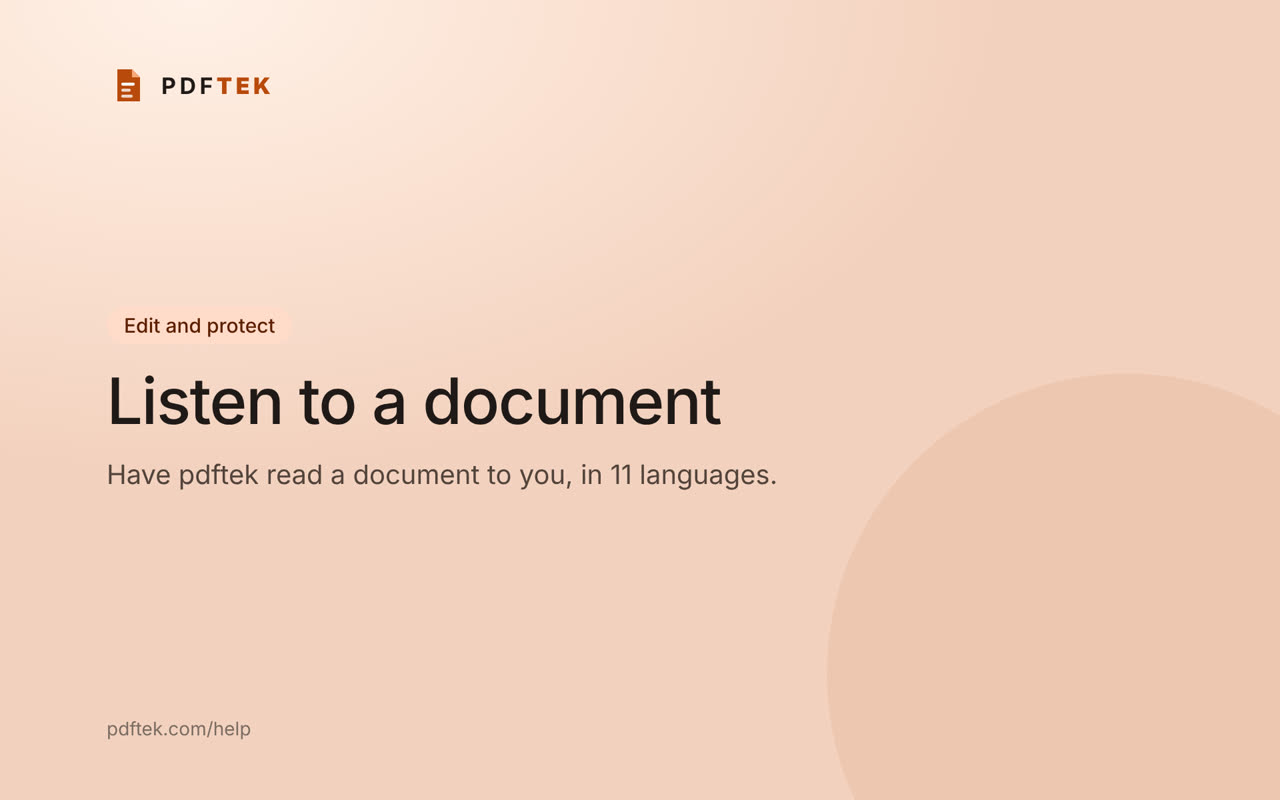 PDFTEK
Edit and protect
Listen to a document
Have pdftek read a document to you, in 11 languages.
pdftek.com/help